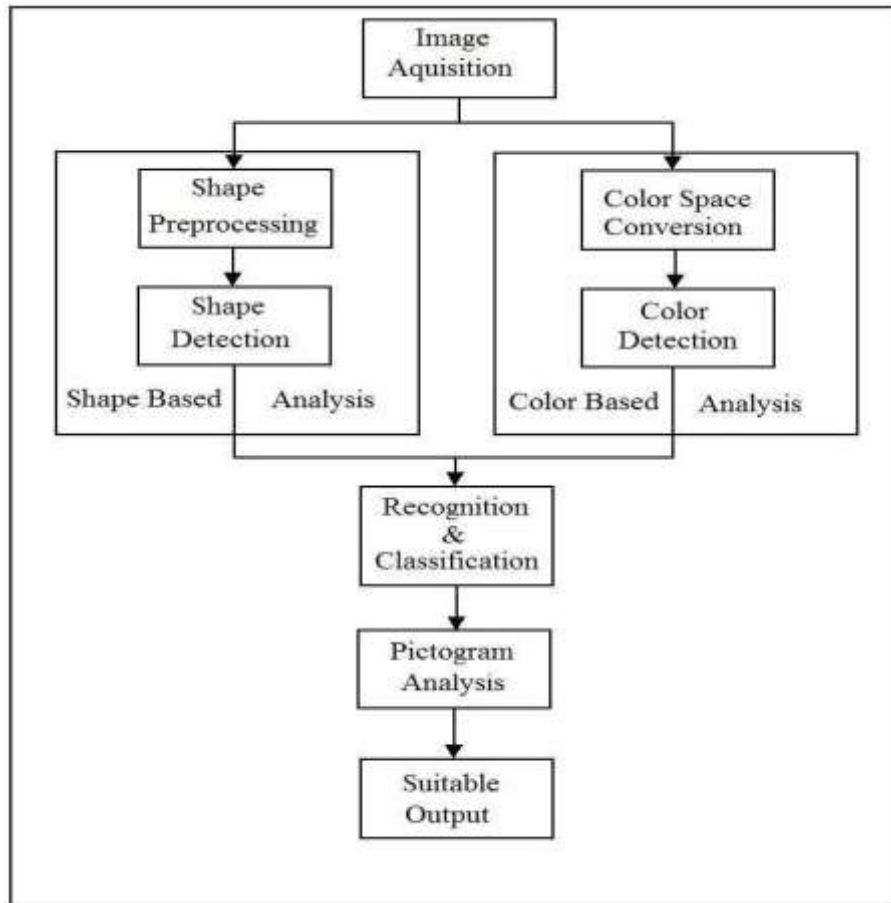 Image
Aquisition
Shape
Preprocessing
Shape
Detection
Shape Based Analysis
Color Space
Conversion
Color
Detection
Color Based Analysis
Recognition
&
Classification
Pictogram
Analysis
Suitable
Output